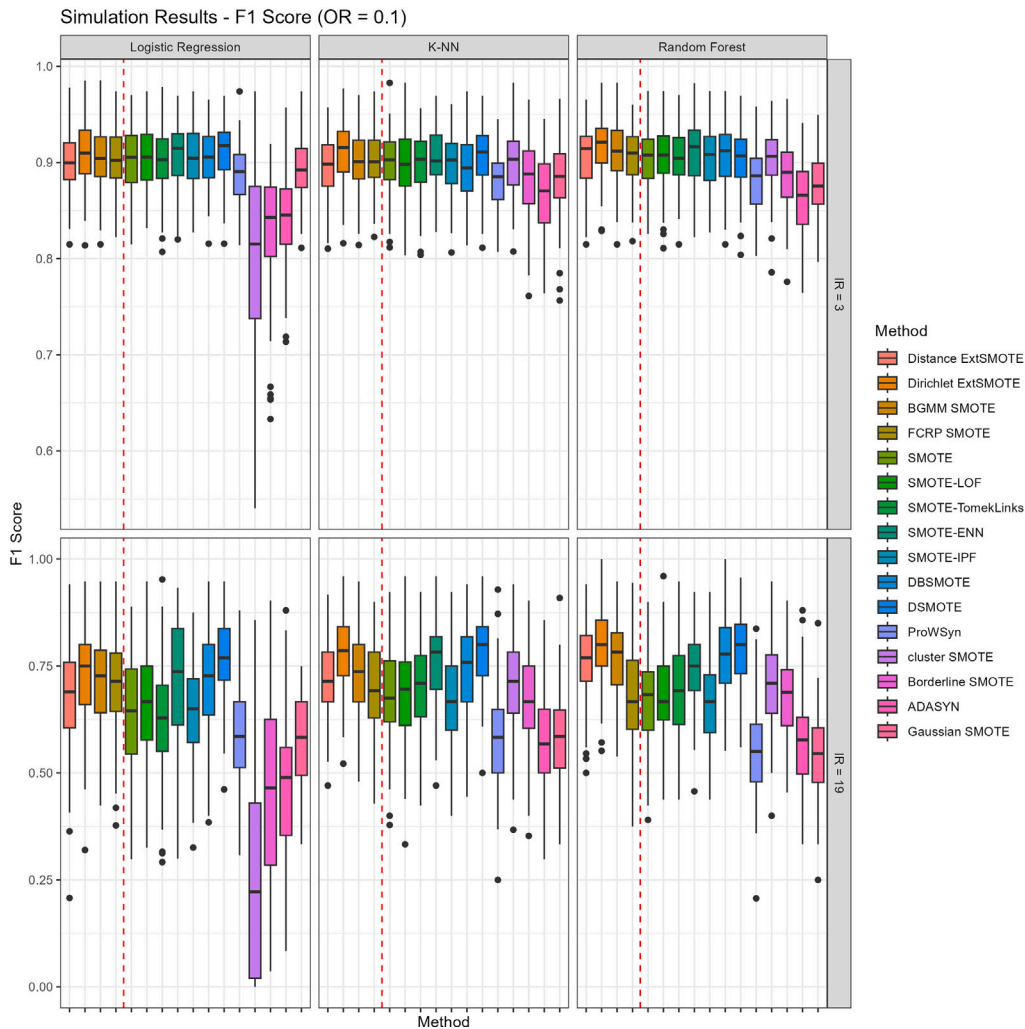 Simulation Results - F1 Score (OR = 0.1)
Logistic Regression
K-NN
Random Forest
1.0
0.9
0.8
0.7
0.6
IR = 3
F1 Score
1.00
0.75
0.50
0.25
0.00
IR = 19
Method
Method
Distance ExtSMOTE
Dirichlet ExtSMOTE
BGMM SMOTE
FCRP SMOTE
SMOTE
SMOTE-LOF
SMOTE-TomekLinks
SMOTE-ENN
SMOTE-IPF
DBSMOTE
DSMOTE
ProWSyn
cluster SMOTE
Borderline SMOTE
ADASYN
Gaussian SMOTE